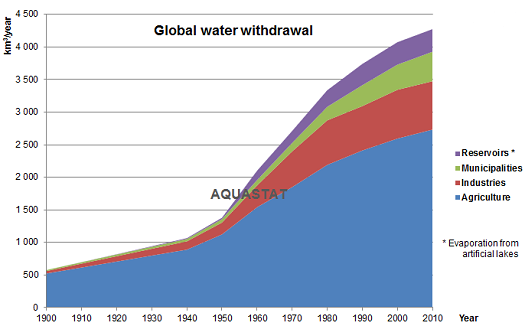 Global water withdrawal
km³/year
4 500
4 000
3 500
3 000
2 500
2 000
1 500
1 000
500
0
AQUASTAT
Reservoirs *
Municipalities
Industries
Agriculture
* Evaporation from
artificial lakes
1900 1910 1920 1930 1940 1950 1960 1970 1980 1990 2000 2010 Year